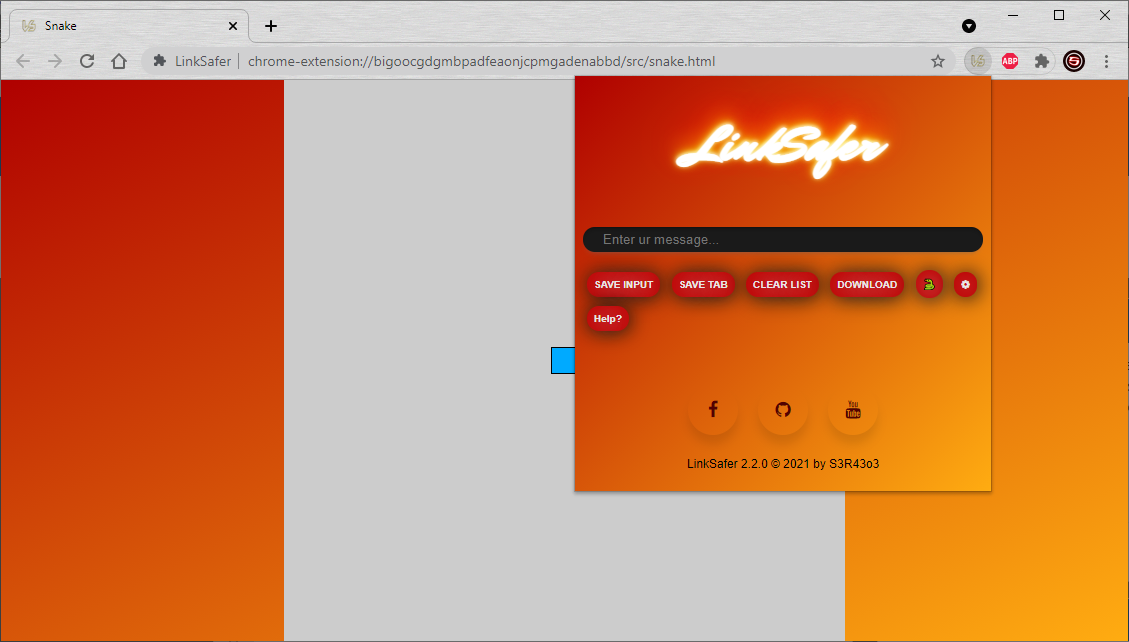 Snake
LinkSafer
chrome-extension://bigoocgdgmbpadfeaonjcpmgadenabbd/src/snake.html
LS
ABP
S
LinkSafer
Enter ur message...
SAVE INPUT
SAVE TAB
CLEAR LIST
DOWNLOAD
Help?
You
Tube
LinkSafer 2.2.0 © 2021 by S3R43o3